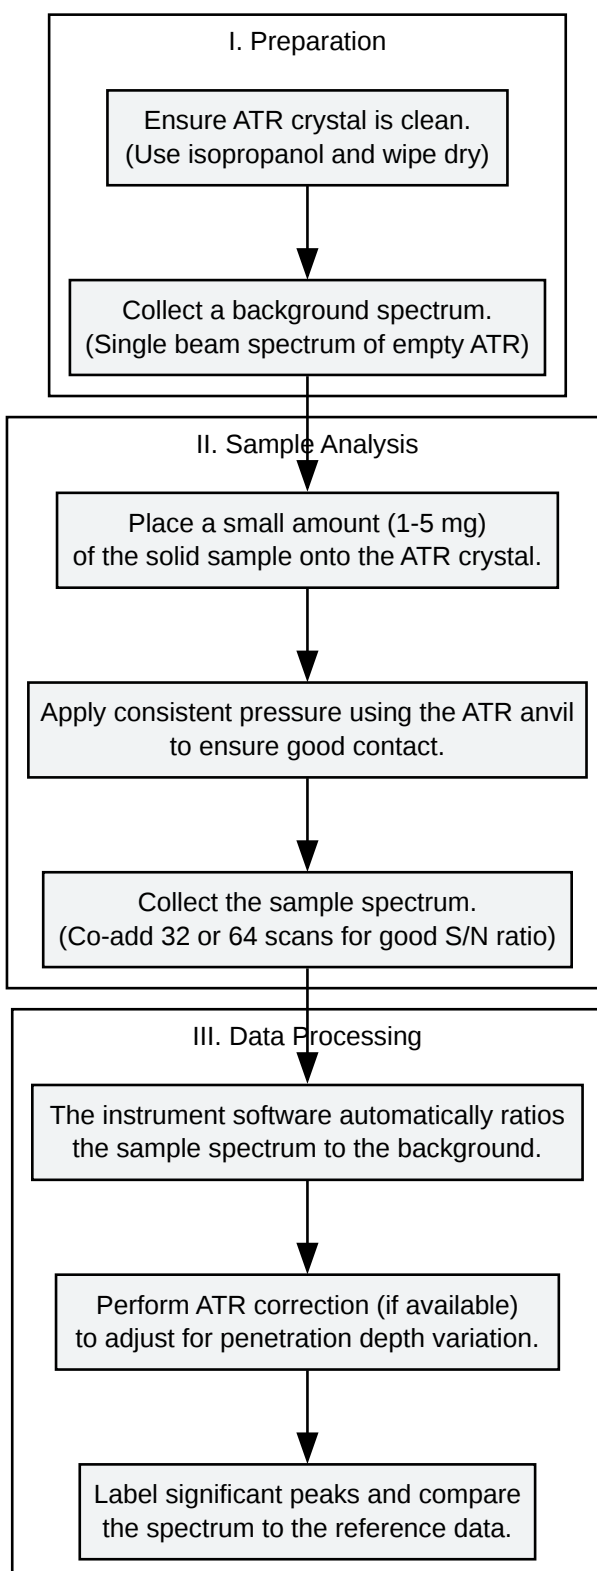 I. Preparation
Ensure ATR crystal is clean.
(Use isopropanol and wipe dry)
Collect a background spectrum.
(Single beam spectrum of empty ATR)
II. Sample Analysis
Place a small amount (1-5 mg)
of the solid sample onto the ATR crystal.
Apply consistent pressure using the ATR anvil
to ensure good contact.
Collect the sample spectrum.
(Co-add 32 or 64 scans for good S/N ratio)
III. Data Processing
The instrument software automatically ratios
the sample spectrum to the background.
Perform ATR correction (if available)
to adjust for penetration depth variation.
Label significant peaks and compare
the spectrum to the reference data.